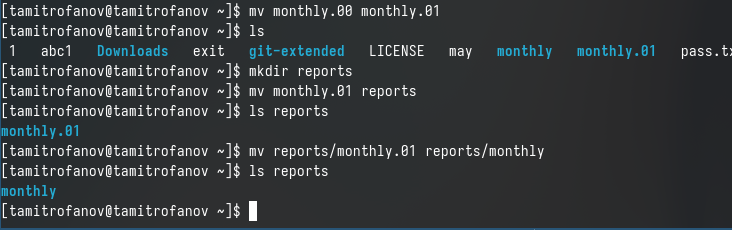 [tamitrofanov@tamitrofanov ~]$ mv monthly.00 monthly.01
[tamitrofanov@tamitrofanov ~]$ ls
1 abc1 Downloads exit git-extended LICENSE may monthly monthly.01 pass.tx
[tamitrofanov@tamitrofanov ~]$ mkdir reports
[tamitrofanov@tamitrofanov ~]$ mv monthly.01 reports
[tamitrofanov@tamitrofanov ~]$ ls reports
monthly.01
[tamitrofanov@tamitrofanov ~]$ mv reports/monthly.01 reports/monthly
[tamitrofanov@tamitrofanov ~]$ ls reports
monthly
[tamitrofanov@tamitrofanov ~]$